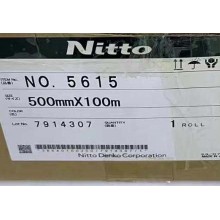 Nitto
NO. 5615
500mmX100m
7914307
1 ROLL
Nitto Denko Corporation